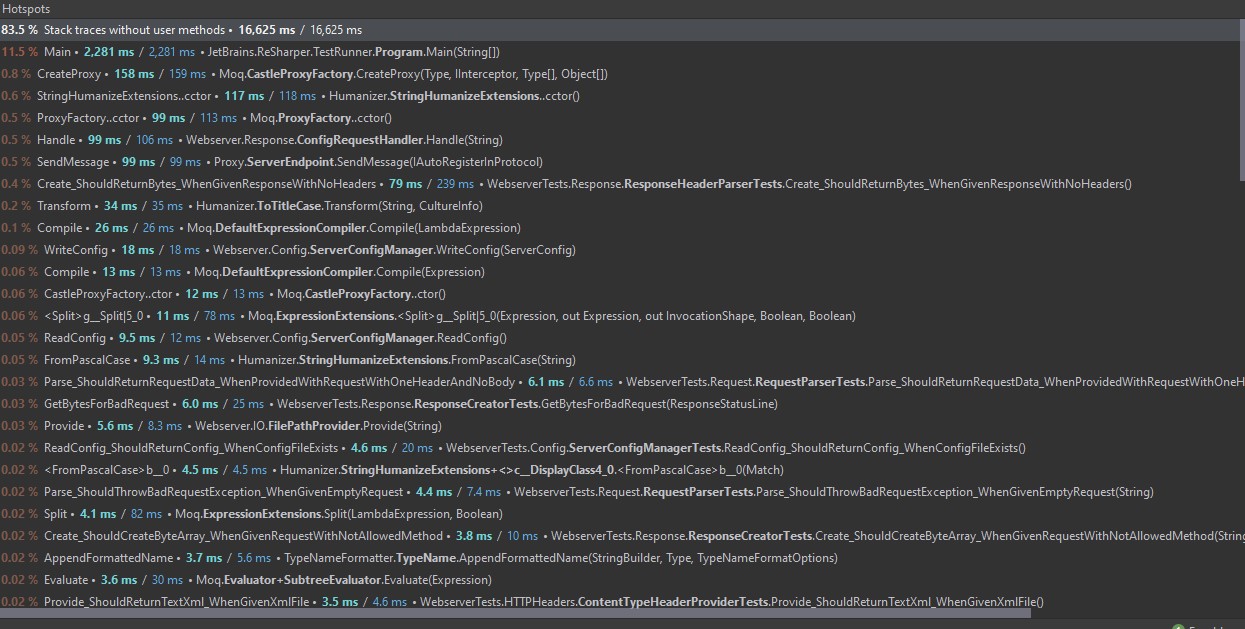 Hotspots
83.5 % Stack traces without user methods • 16,625 ms / 16,625 ms
11.5 % Main • 2,281 ms / 2,281 ms • JetBrains.ReSharper.TestRunner.Program.Main(String[])
0.8 % CreateProxy • 158 ms / 159 ms • Moq.CastleProxyFactory.CreateProxy(Type, IInterceptor, Type[], Object[])
0.6 % StringHumanizeExtensions..cctor • 117 ms / 118 ms • Humanizer.StringHumanizeExtensions..cctor()
0.5 % ProxyFactory..cctor • 99 ms / 113 ms • Moq.ProxyFactory..cctor()
0.5 % Handle • 99 ms / 106 ms • Webserver.Response.ConfigRequestHandler.Handle(String)
0.5 % SendMessage • 99 ms / 99 ms • Proxy.ServerEndpoint.SendMessage(IAutoRegisterInProtocol)
0.4 % Create_ShouldReturnBytes_WhenGivenResponseWithNoHeaders • 79 ms / 239 ms • WebserverTests.Response.ResponseHeaderParserTests.Create_ShouldReturnBytes_WhenGivenResponseWithNoHeaders()
0.2 % Transform • 34 ms / 35 ms • Humanizer.ToTitleCase.Transform(String, CultureInfo)
0.1 % Compile • 26 ms / 26 ms • Moq.DefaultExpressionCompiler.Compile(LambdaExpression)
0.09 % WriteConfig • 18 ms / 18 ms • Webserver.Config.ServerConfigManager.WriteConfig(ServerConfig)
0.06 % Compile • 13 ms / 13 ms • Moq.DefaultExpressionCompiler.Compile(Expression)
0.06 % CastleProxyFactory..ctor • 12 ms / 13 ms • Moq.CastleProxyFactory..ctor()
0.06 % <Split>g__Split|5_0 • 11 ms / 78 ms • Moq.ExpressionExtensions.<Split>g__Split|5_0(Expression, out Expression, out InvocationShape, Boolean, Boolean)
0.05 % ReadConfig • 9.5 ms / 12 ms • Webserver.Config.ServerConfigManager.ReadConfig()
0.05 % FromPascalCase • 9.3 ms / 14 ms • Humanizer.StringHumanizeExtensions.FromPascalCase(String)
0.03 % Parse_ShouldReturnRequestData_WhenProvidedWithRequestWithOneHeaderAndNoBody • 6.1 ms / 6.6 ms • WebserverTests.Request.RequestParserTests.Parse_ShouldReturnRequestData_WhenProvidedWithRequestWithOneH
0.03 % GetBytesForBadRequest • 6.0 ms / 25 ms • WebserverTests.Response.ResponseCreatorTests.GetBytesForBadRequest(ResponseStatusLine)
0.03 % Provide • 5.6 ms / 8.3 ms • Webserver.IO.FilePathProvider.Provide(String)
0.02 % ReadConfig_ShouldReturnConfig_WhenConfigFileExists • 4.6 ms / 20 ms • WebserverTests.Config.ServerConfigManagerTests.ReadConfig_ShouldReturnConfig_WhenConfigFileExists()
0.02 % <FromPascalCase>b__0 • 4.5 ms / 4.5 ms • Humanizer.StringHumanizeExtensions+<>c__DisplayClass4_0.<FromPascalCase>b__0(Match)
0.02 % Parse_ShouldThrowBadRequestException_WhenGivenEmptyRequest • 4.4 ms / 7.4 ms • WebserverTests.Request.RequestParserTests.Parse_ShouldThrowBadRequestException_WhenGivenEmptyRequest(String)
0.02 % Split • 4.1 ms / 82 ms • Moq.ExpressionExtensions.Split(LambdaExpression, Boolean)
0.02 % Create_ShouldCreateByteArray_WhenGivenRequestWithNotAllowedMethod • 3.8 ms / 10 ms • WebserverTests.Response.ResponseCreatorTests.Create_ShouldCreateByteArray_WhenGivenRequestWithNotAllowedMethod(String
0.02 % AppendFormattedName • 3.7 ms / 5.6 ms • TypeNameFormatter.TypeName.AppendFormattedName(StringBuilder, Type, TypeNameFormatOptions)
0.02 % Evaluate • 3.6 ms / 30 ms • Moq.Evaluator+SubtreeEvaluator.Evaluate(Expression)
0.02 % Provide_ShouldReturnTextXml_WhenGivenXmlFile • 3.5 ms / 4.6 ms • WebserverTests.HTTPHeaders.ContentTypeHeaderProviderTests.Provide_ShouldReturnTextXml_WhenGivenXmlFile()